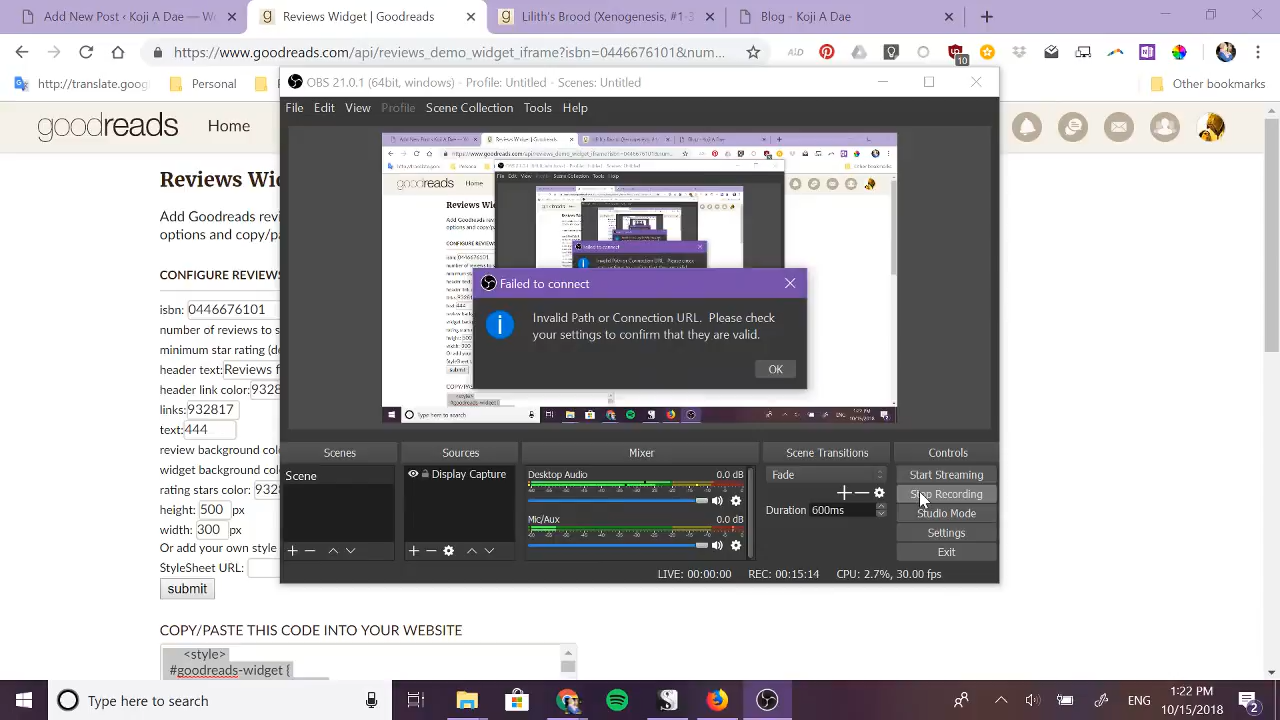 Add New Post ‹ Koji A Dae — Wo
Reviews Widget | Goodreads
Lilith's Brood (Xenogenesis, #1-3
Blog - Koji A Dae
https://www.goodreads.com/api/reviews_demo_widget_iframe?isbn=0446676101&num...
10
http://translate.goog
Personal
Other bookmarks
OBS 21.0.1 (64bit, windows) - Profile: Untitled - Scenes: Untitled
File Edit View Profile Scene Collection Tools Help
goodreads
Home
Reviews Wi
Add Goodreads revi
options and copy/pa
CONFIGURE REVIEWS
isbn: 0446676101
number of reviews to s
minimum star rating (de
header text: Reviews f
header link color: 932
links: 932817
text: 444
review background colo
widget background colo
rating stars color: 932
height: 500 px
width: 300 px
Or add your own style
StyleSheet URL:
submit
COPY/PASTE THIS CODE INTO YOUR WEBSITE
<style>
#goodreads-widget {
Failed to connect
Invalid Path or Connection URL. Please check
your settings to confirm that they are valid.
OK
Scenes
Scene
Sources
Display Capture
Mixer
Desktop Audio
0.0 dB
Mic/Aux
0.0 dB
Scene Transitions
Fade
Duration 600ms
Controls
Start Streaming
Stop Recording
Studio Mode
Settings
Exit
LIVE: 00:00:00
REC: 00:15:14
CPU: 2.7%, 30.00 fps
Type here to search
ENG
1:22 PM
10/15/2018
2